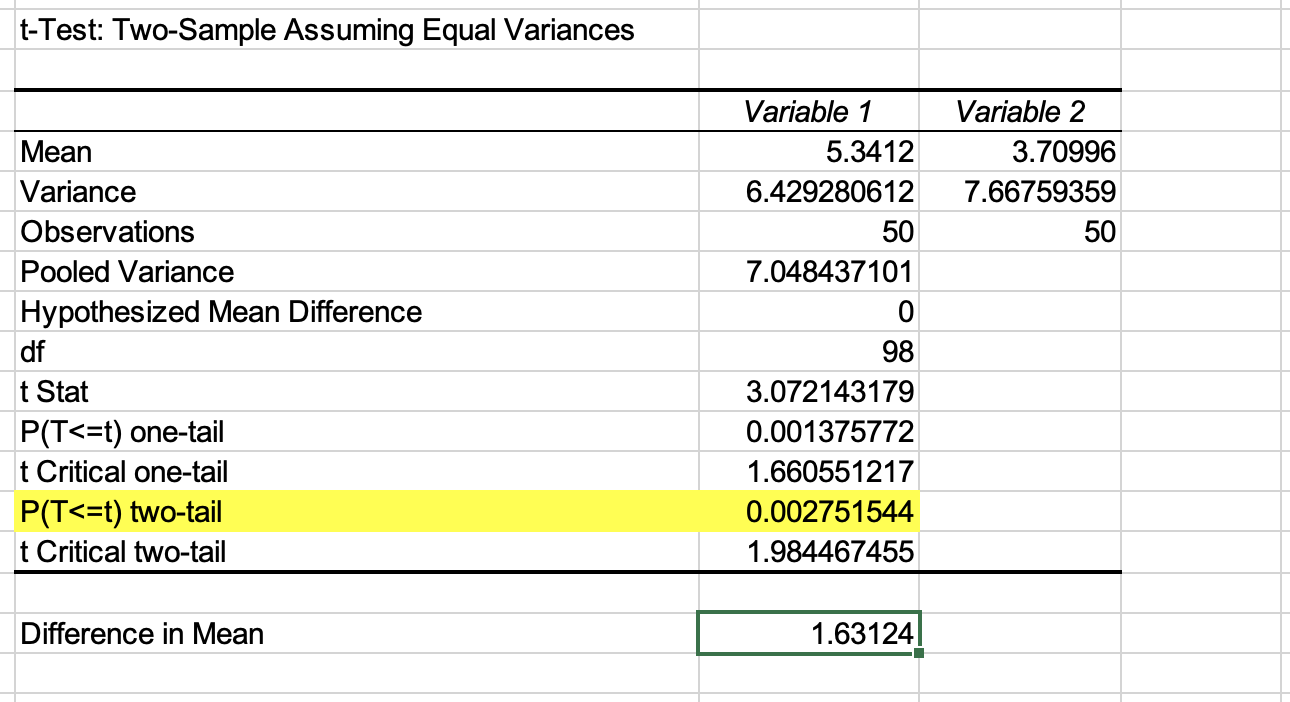 t-Test: Two-Sample Assuming Equal Variances
Variable 1 Variable 2
Mean 5.3412 3.70996
Variance 6.429280612 7.66759359
Observations 50 50
Pooled Variance 7.048437101
Hypothesized Mean Difference 0
df 98
t Stat 3.072143179
P(T<=t) one-tail 0.001375772
t Critical one-tail 1.660551217
P(T<=t) two-tail 0.002751544
t Critical two-tail 1.984467455
Difference in Mean 1.63124